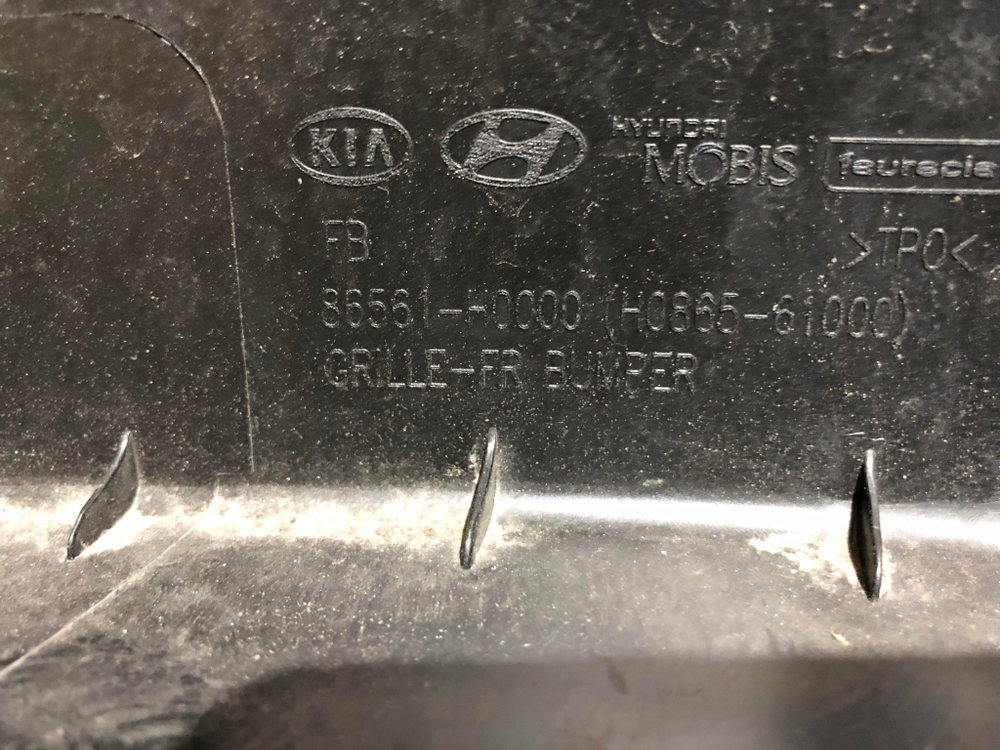 KIA HYUNDAI MOBIS faurecia
FB >TPO<
86561-H0000 (H0865-61000)
GRILLE-FR BUMPER